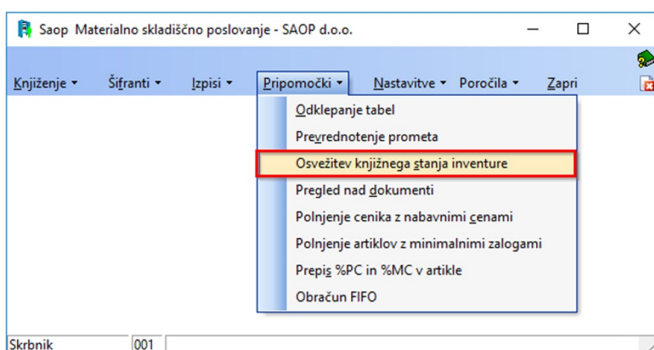 Saop Materialno skladiščno poslovanje - SAOP d.o.o.
Knjiženje Šifranti Izpisi Pripomočki Nastavitve Poročila Zapri
Odklepanje tabel
Prevrednotenje prometa
Osvežitev knjižnega stanja inventure
Pregled nad dokumenti
Polnjenje cenika z nabavnimi cenami
Polnjenje artiklov z minimalnimi zalogami
Prepis %PC in %MC v artikle
Obračun FIFO
Skrbnik 001